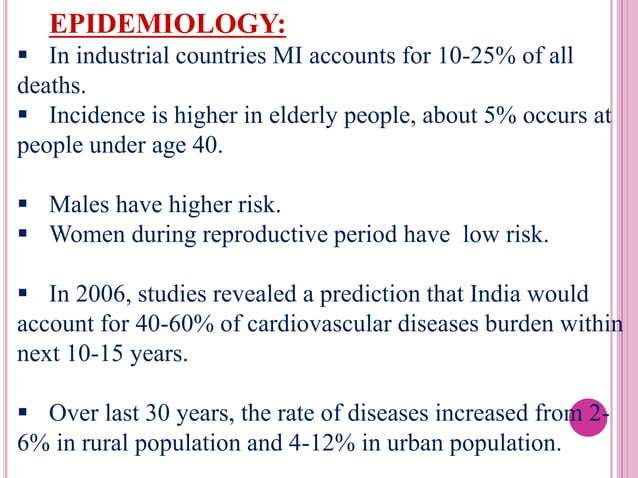 EPIDEMIOLOGY:
▪ In industrial countries MI accounts for 10-25% of all
deaths.
▪ Incidence is higher in elderly people, about 5% occurs at
people under age 40.
▪ Males have higher risk.
▪ Women during reproductive period have low risk.
▪ In 2006, studies revealed a prediction that India would
account for 40-60% of cardiovascular diseases burden within
next 10-15 years.
▪ Over last 30 years, the rate of diseases increased from 2-
6% in rural population and 4-12% in urban population.